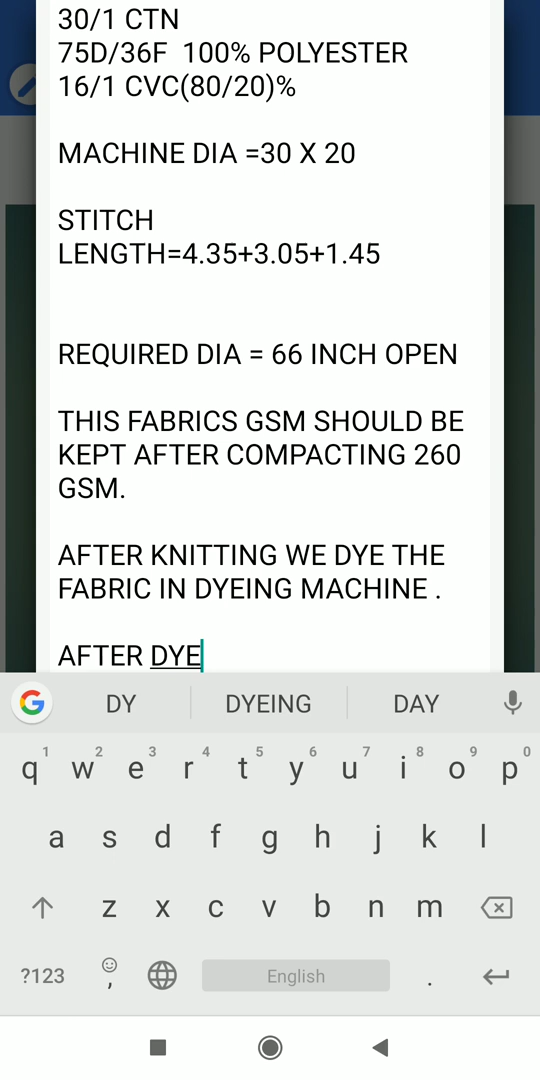 30/1 CTN
75D/36F  100% POLYESTER
16/1 CVC(80/20)%
MACHINE DIA =30 X 20
STITCH
LENGTH=4.35+3.05+1.45
REQUIRED DIA = 66 INCH OPEN
THIS FABRICS GSM SHOULD BE
KEPT AFTER COMPACTING 260
GSM.
AFTER KNITTING WE DYE THE
FABRIC IN DYEING MACHINE .
AFTER DYE
G DY DYEING DAY
1 2 3 4 5 6 7 8 9 0
q w e r t y u i o p
a s d f g h j k l
z x c v b n m
?123 , English .